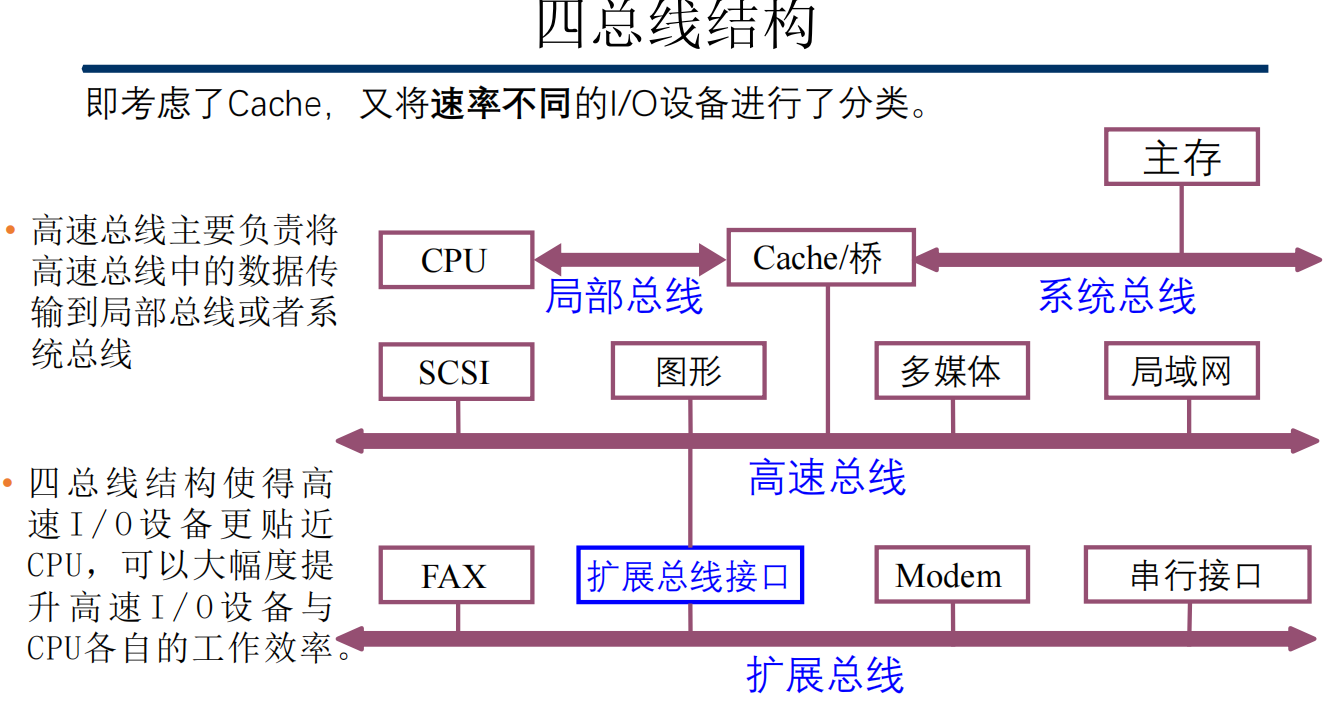 四总线结构
即考虑了Cache，又将速率不同的I/O设备进行了分类。
• 高速总线主要负责将
高速总线中的数据传
输到局部总线或者系
统总线
• 四总线结构使得高
速I/O设备更贴近
CPU，可以大幅度提
升高速I/O设备与
CPU各自的工作效率。
主存
CPU
Cache/桥
局部总线
系统总线
SCSI
图形
多媒体
局域网
高速总线
FAX
扩展总线接口
Modem
串行接口
扩展总线